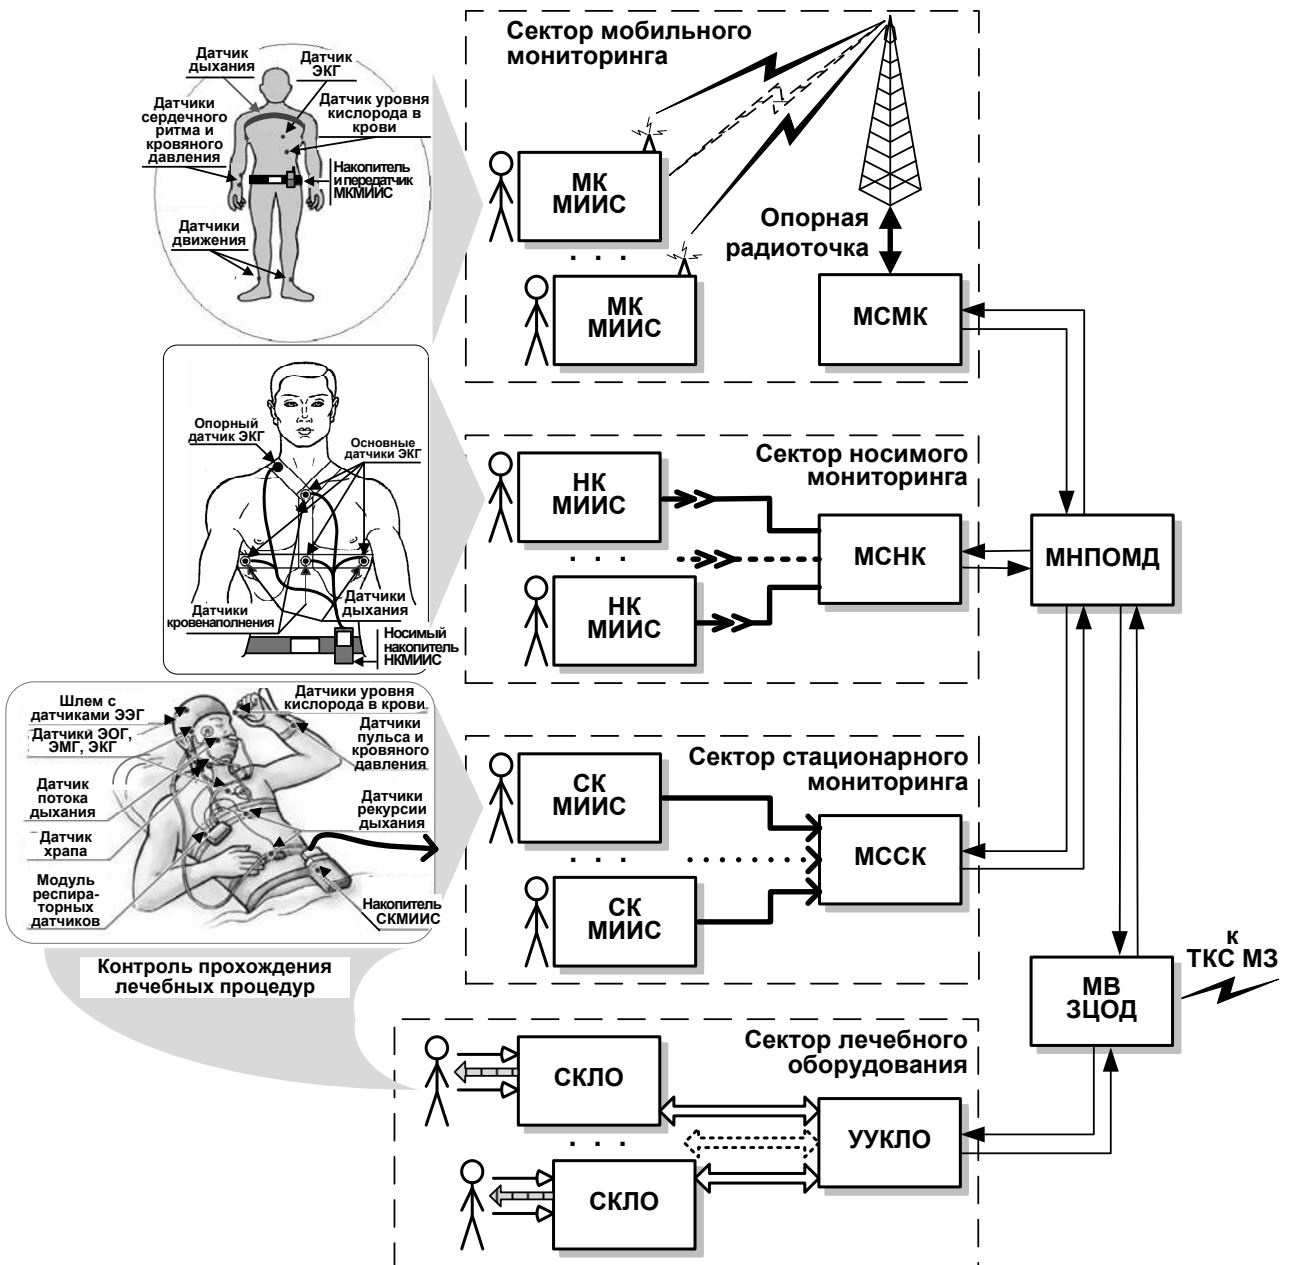 Сектор мобильного
мониторинга
Датчик
дыхания
Датчик
ЭКГ
Датчики
сердечного
ритма и
кровяного
давления
Датчик уровня
кислорода в
крови
Накопитель
и передатчик
МКМИИС
Датчики
движения
МК
МИИС
. . .
МК
МИИС
Опорная
радиоточка
МСМК
Опорный
датчик ЭКГ
Основные
датчики ЭКГ
Датчики
кровенаполнения
Датчики
дыхания
Носимый
накопитель
НКМИИС
Сектор носимого
мониторинга
НК
МИИС
. . .
НК
МИИС
МСНК
МНПОМД
Шлем с
датчиками ЭЭГ
Датчики ЭОГ,
ЭМГ, ЭКГ
Датчик
потока
дыхания
Датчик
храпа
Модуль
респира-
торных
датчиков
Датчики уровня
кислорода в крови
Датчики
пульса и
кровяного
давления
Датчики
рекурсии
дыхания
Накопитель
СКМИИС
Сектор стационарного
мониторинга
СК
МИИС
. . .
СК
МИИС
МССК
Контроль прохождения
лечебных процедур
к
ТКС МЗ
МВ
ЗЦОД
Сектор лечебного
оборудования
СКЛО
. . .
СКЛО
УУКЛО